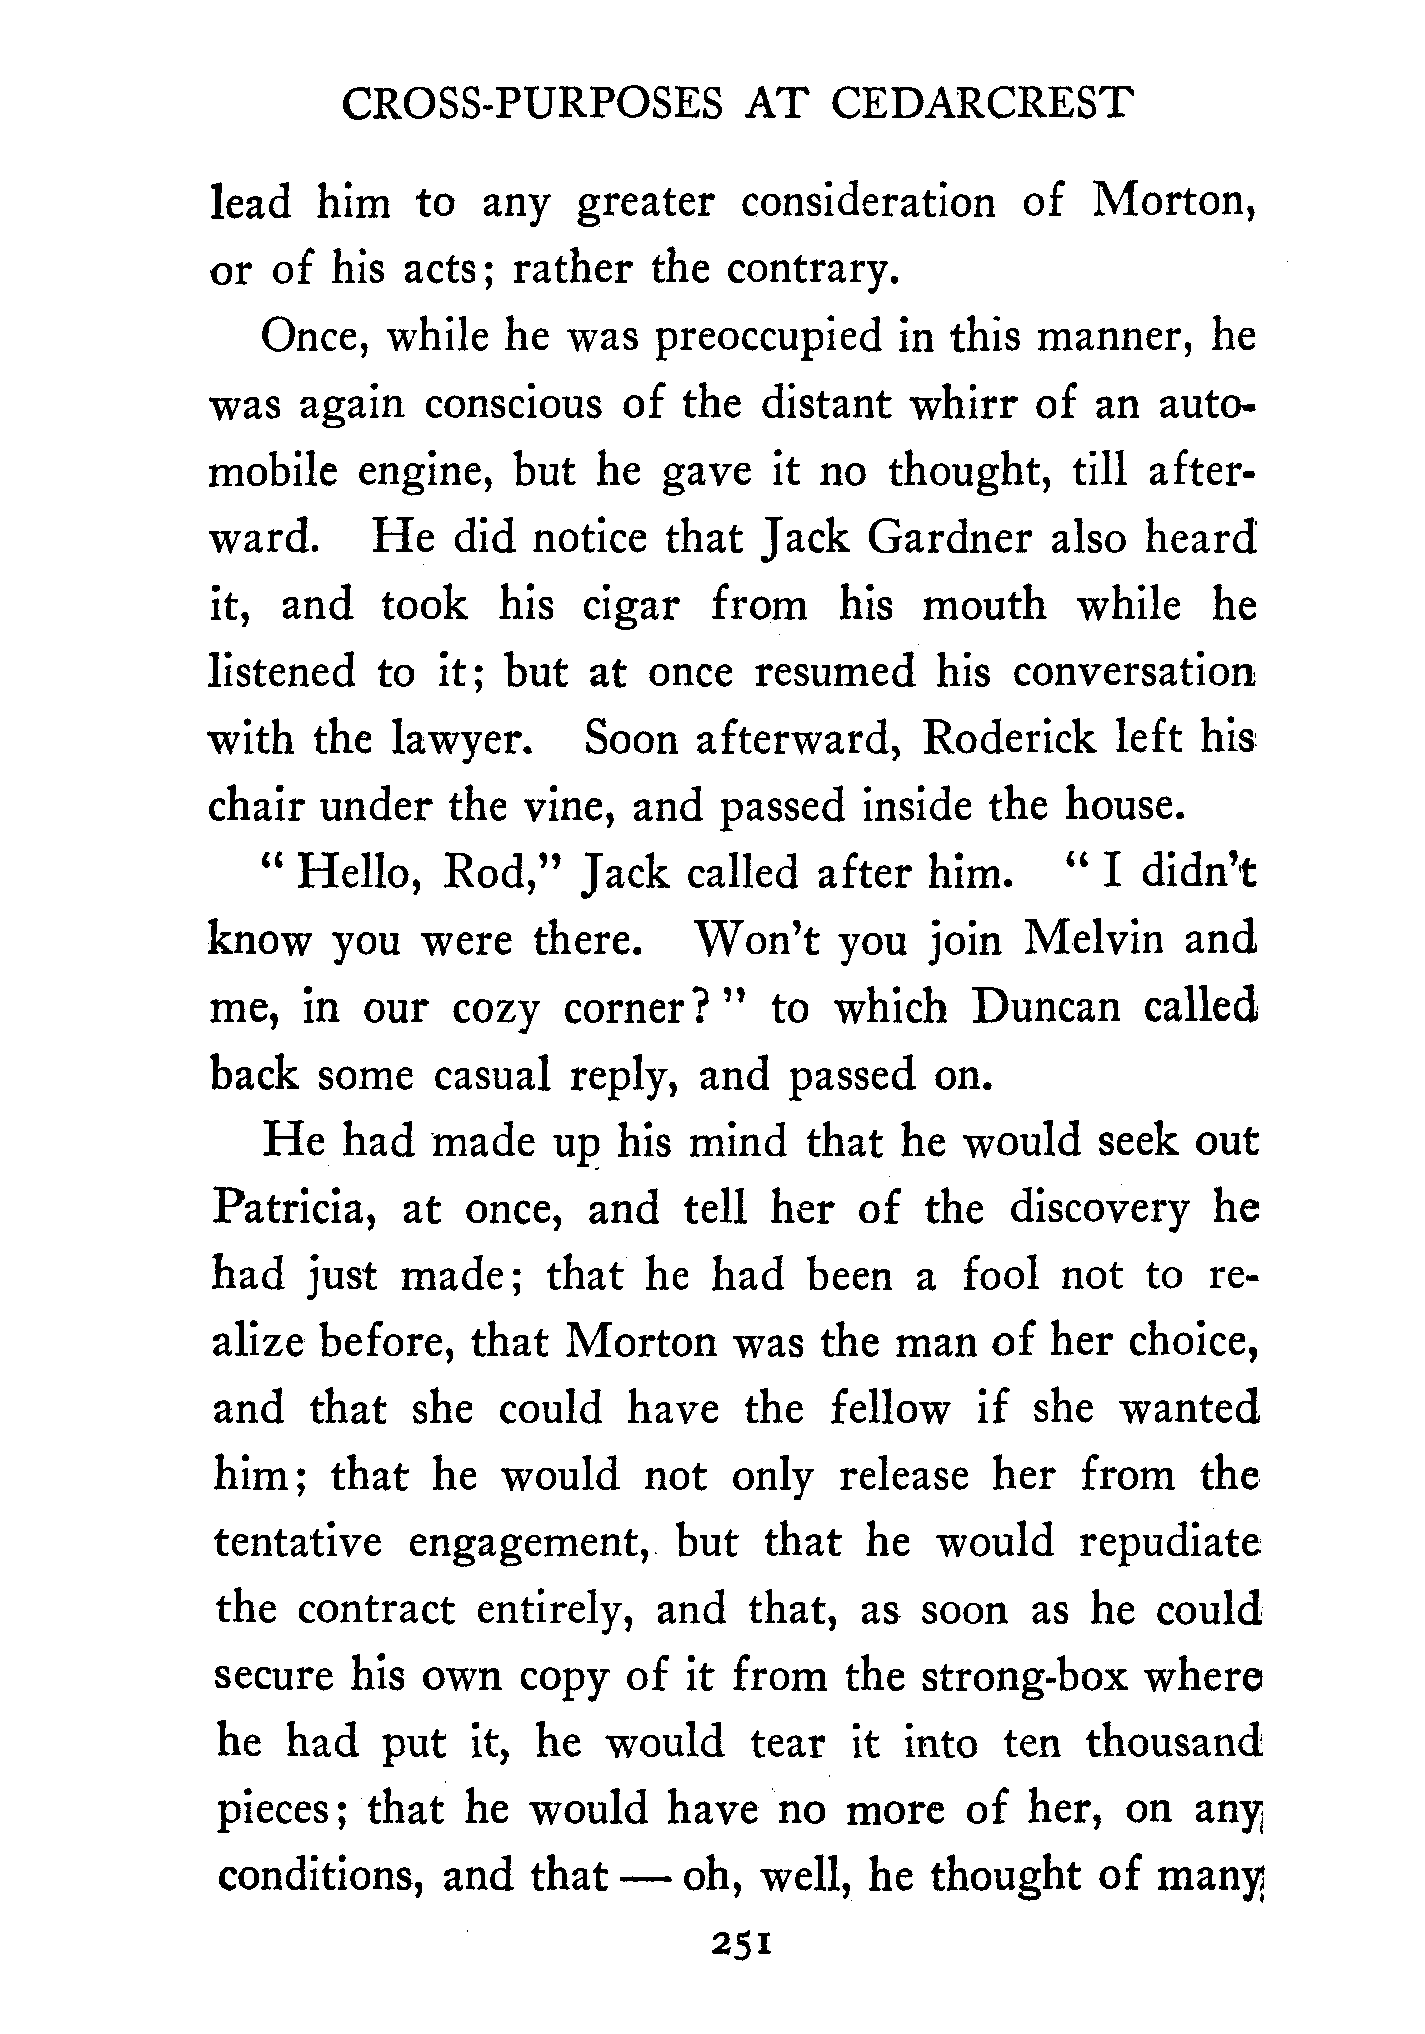 CROSS-PURPOSES AT CEDARCREST
lead him to any greater consideration of Morton,
or of his acts; rather the contrary.
Once, while he was preoccupied in this manner, he
was again conscious of the distant whirr of an auto-
mobile engine, but he gave it no thought, till after-
ward. He did notice that Jack Gardner also heard
it, and took his cigar from his mouth while he
listened to it; but at once resumed his conversation
with the lawyer. Soon afterward, Roderick left his
chair under the vine, and passed inside the house.
" Hello, Rod," Jack called after him. " I didn't
know you were there. Won't you join Melvin and
me, in our cozy corner? " to which Duncan called
back some casual reply, and passed on.
He had made up his mind that he would seek out
Patricia, at once, and tell her of the discovery he
had just made; that he had been a fool not to re-
alize before, that Morton was the man of her choice,
and that she could have the fellow if she wanted
him; that he would not only release her from the
tentative engagement, but that he would repudiate
the contract entirely, and that, as soon as he could
secure his own copy of it from the strong-box where
he had put it, he would tear it into ten thousand
pieces; that he would have no more of her, on any
conditions, and that — oh, well, he thought of many
251